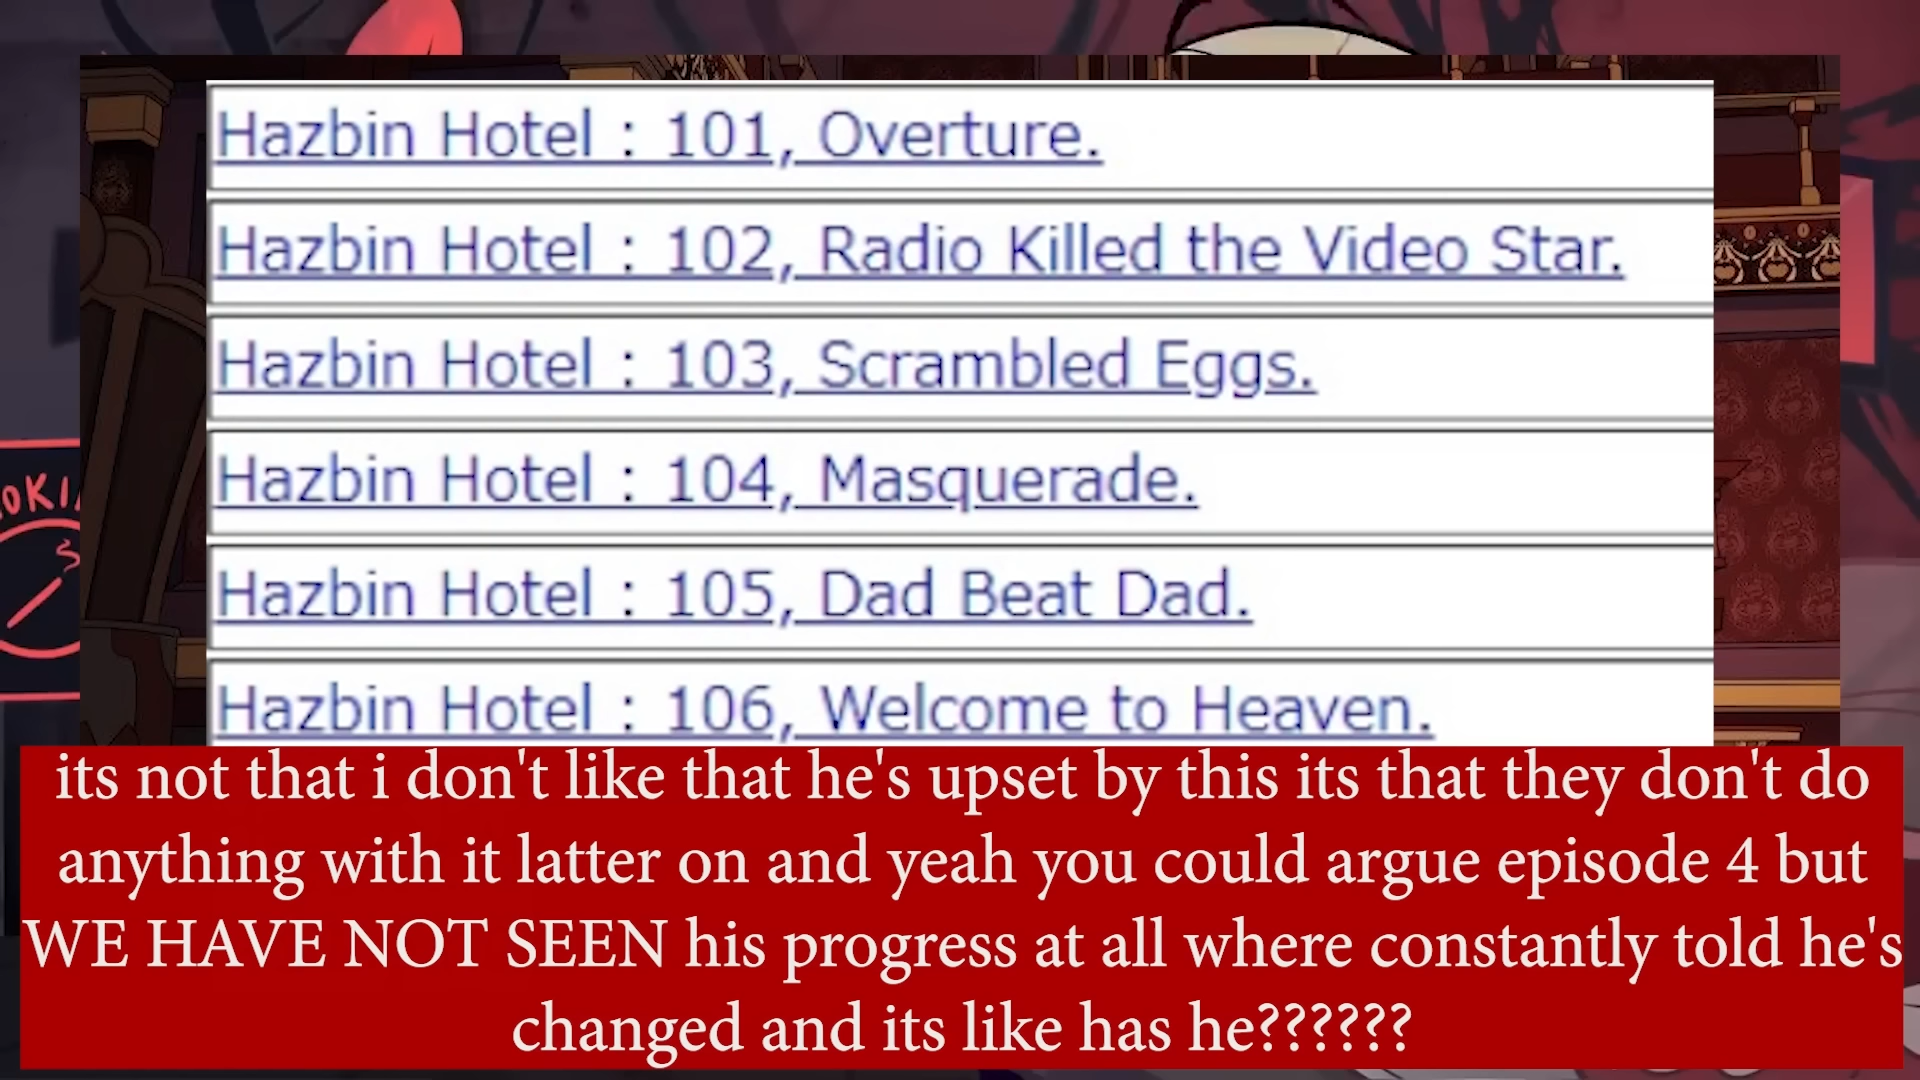 Hazbin Hotel : 101, Overture.
Hazbin Hotel : 102, Radio Killed the Video Star.
Hazbin Hotel : 103, Scrambled Eggs.
Hazbin Hotel : 104, Masquerade.
Hazbin Hotel : 105, Dad Beat Dad.
Hazbin Hotel : 106, Welcome to Heaven.
its not that i don't like that he's upset by this its that they don't do
anything with it latter on and yeah you could argue episode 4 but
WE HAVE NOT SEEN his progress at all where constantly told he's
changed and its like has he??????